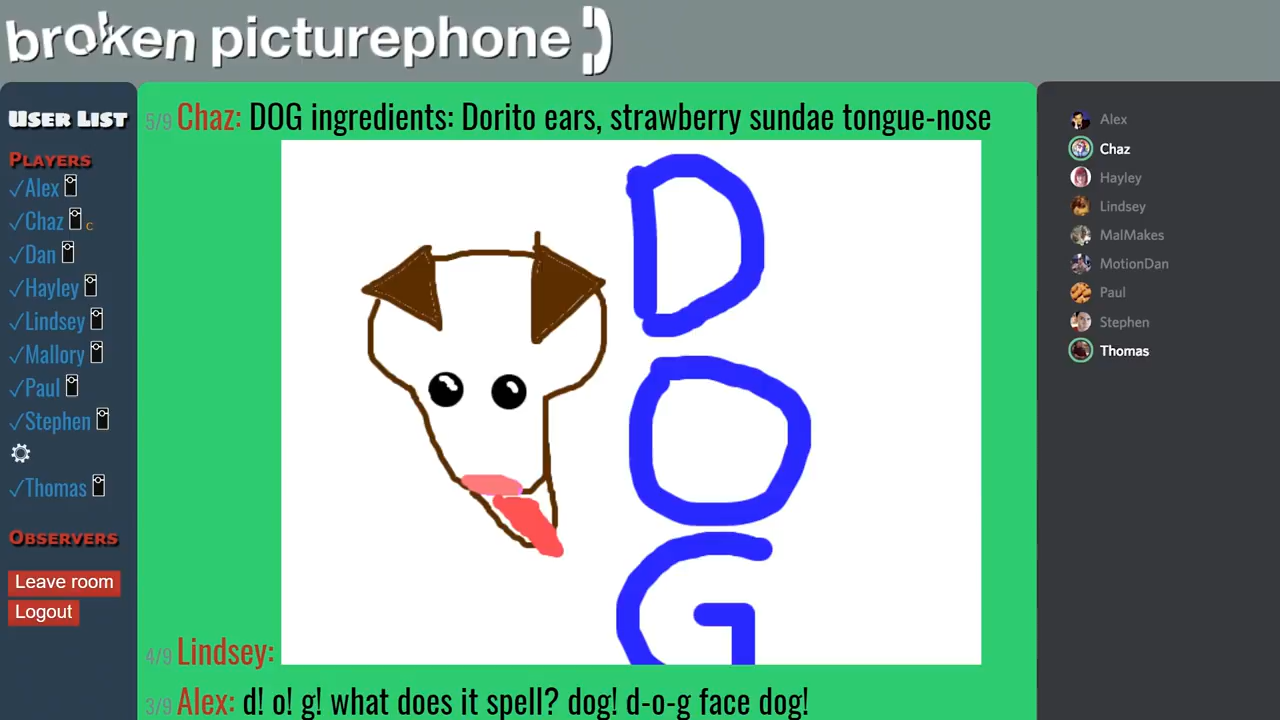 broken picturephone
User List
Players
✓Alex
✓Chaz c
✓Dan
✓Hayley
✓Lindsey
✓Mallory
✓Paul
✓Stephen
✓Thomas
Observers
Leave room
Logout
5/9 Chaz: DOG ingredients: Dorito ears, strawberry sundae tongue-nose
D
O
G
4/9 Lindsey:
3/9 Alex: d! o! g! what does it spell? dog! d-o-g face dog!
Alex
Chaz
Hayley
Lindsey
MalMakes
MotionDan
Paul
Stephen
Thomas